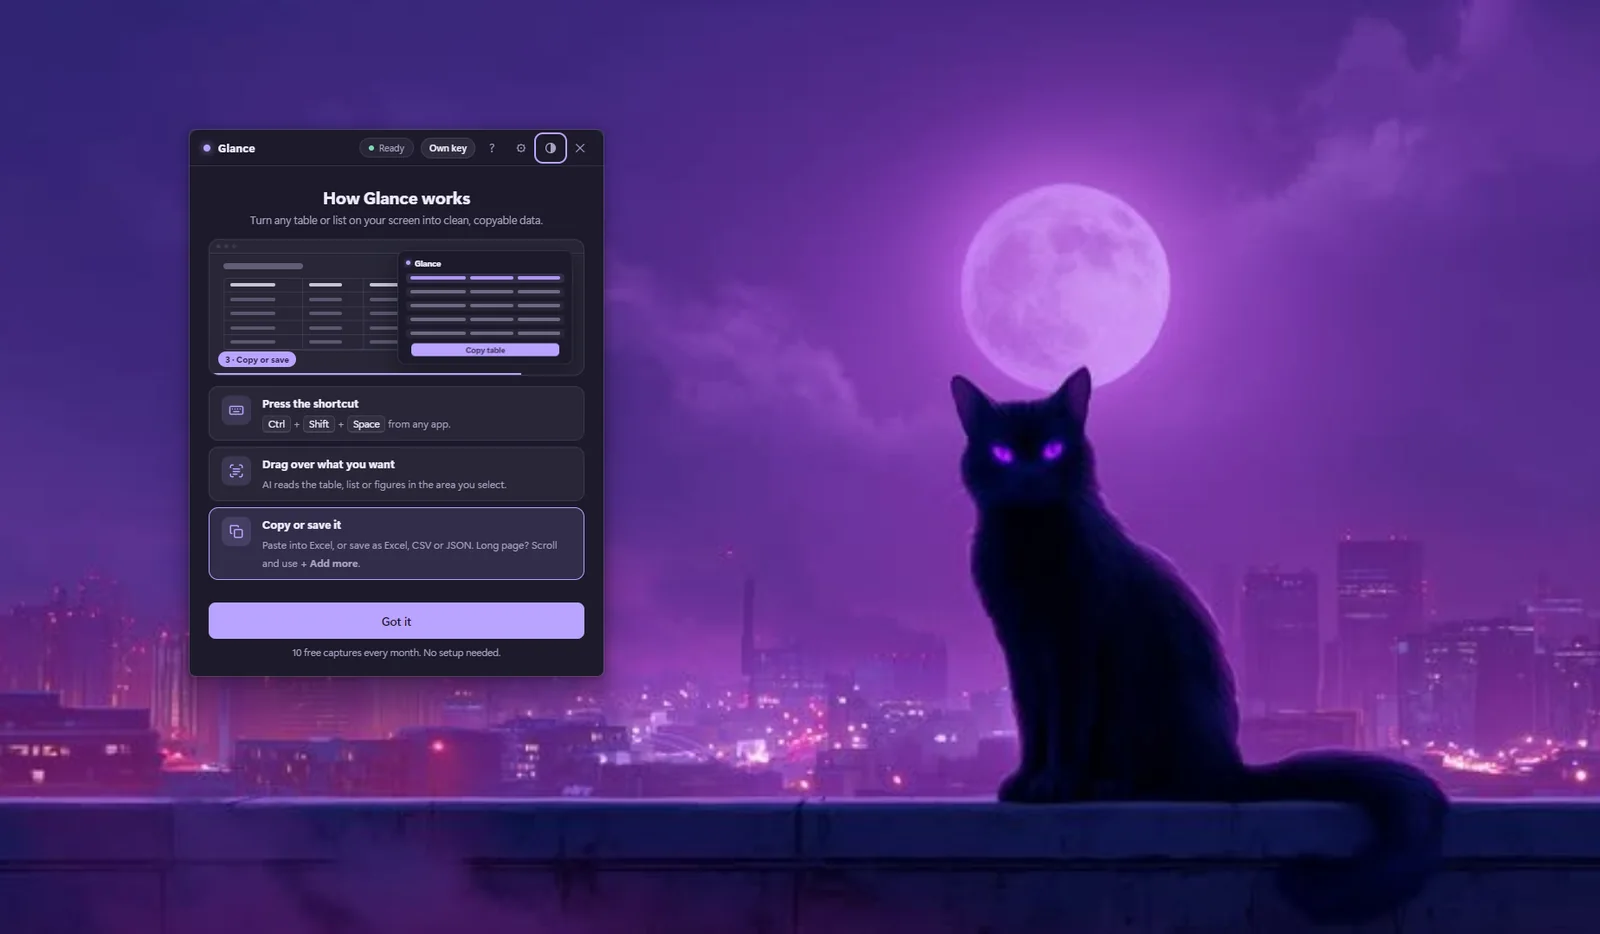 Glance
Ready
Own key
?
How Glance works
Turn any table or list on your screen into clean, copyable data.
Glance
Copy table
3 · Copy or save
Press the shortcut
Ctrl + Shift + Space from any app.
Drag over what you want
AI reads the table, list or figures in the area you select.
Copy or save it
Paste into Excel, or save as Excel, CSV or JSON. Long page? Scroll
and use + Add more.
Got it
10 free captures every month. No setup needed.